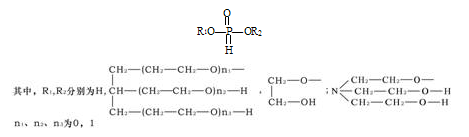 O
R₁O—P—OR₂
H
CH₂—(CH₂—CH₂—O)n₁— CH₂—O— CH₂—CH₂—O—
其中，R₁,R₂分别为H, C—CH₂—(CH₂—CH₂—O)n₂—H , CH₂—OH ;N—CH₂—CH₂—O—H
CH₂—(CH₂—CH₂—O)n₃—H CH₂—CH₂—O—H
n₁、n₂、n₃为0，1